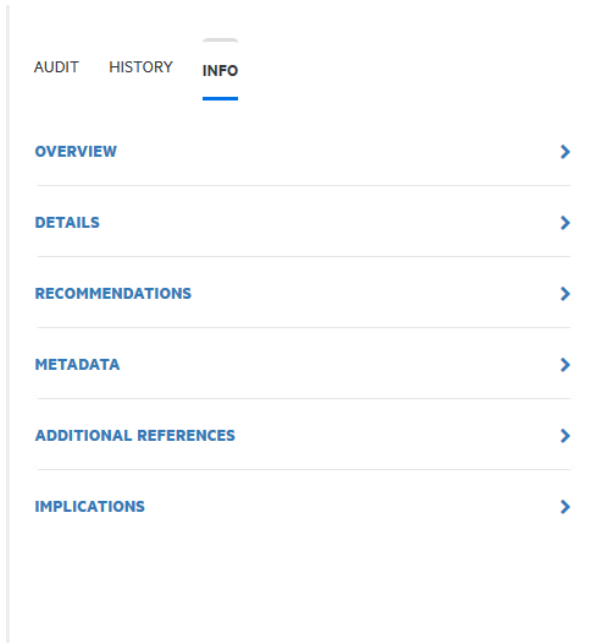 AUDIT HISTORY INFO
OVERVIEW
DETAILS
RECOMMENDATIONS
METADATA
ADDITIONAL REFERENCES
IMPLICATIONS